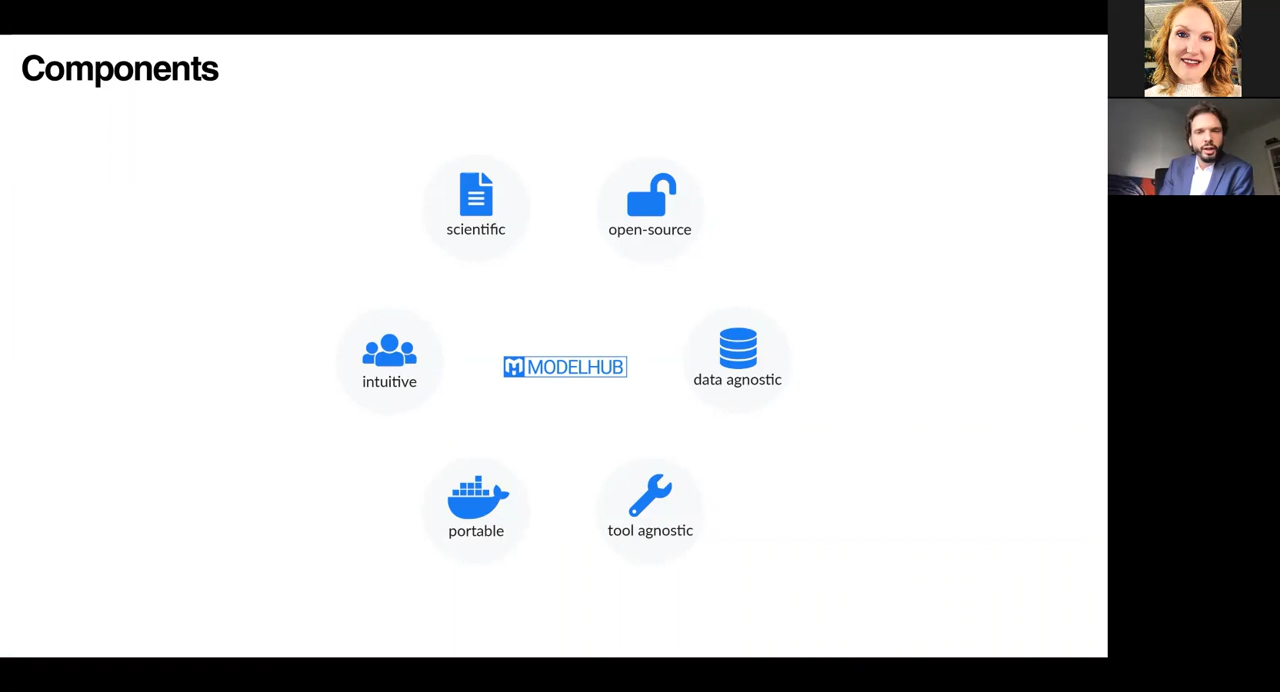 Components
scientific
open-source
intuitive
MODELHUB
data agnostic
portable
tool agnostic